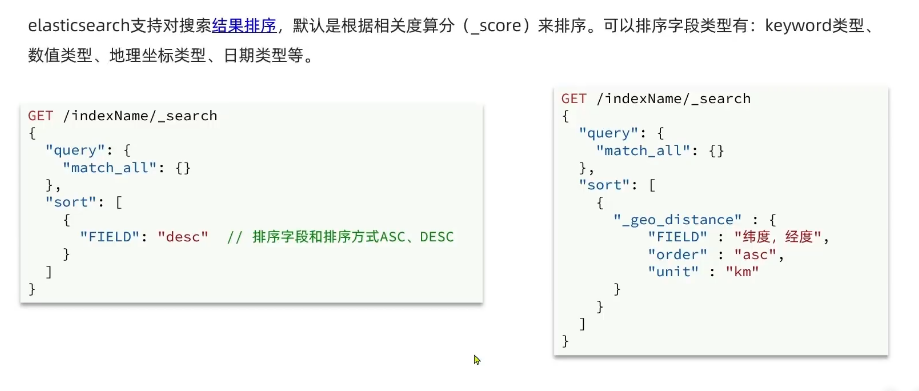 elasticsearch支持对搜索结果排序，默认是根据相关度算分（_score）来排序。可以排序字段类型有：keyword类型、
数值类型、地理坐标类型、日期类型等。
GET /indexName/_search
{
  "query": {
    "match_all": {}
  },
  "sort": [
    {
      "FIELD": "desc"  // 排序字段和排序方式ASC、DESC
    }
  ]
}
GET /indexName/_search
{
  "query": {
    "match_all": {}
  },
  "sort": [
    {
      "_geo_distance" : {
          "FIELD" : "纬度，经度",
          "order" : "asc",
          "unit" : "km"
      }
    }
  ]
}